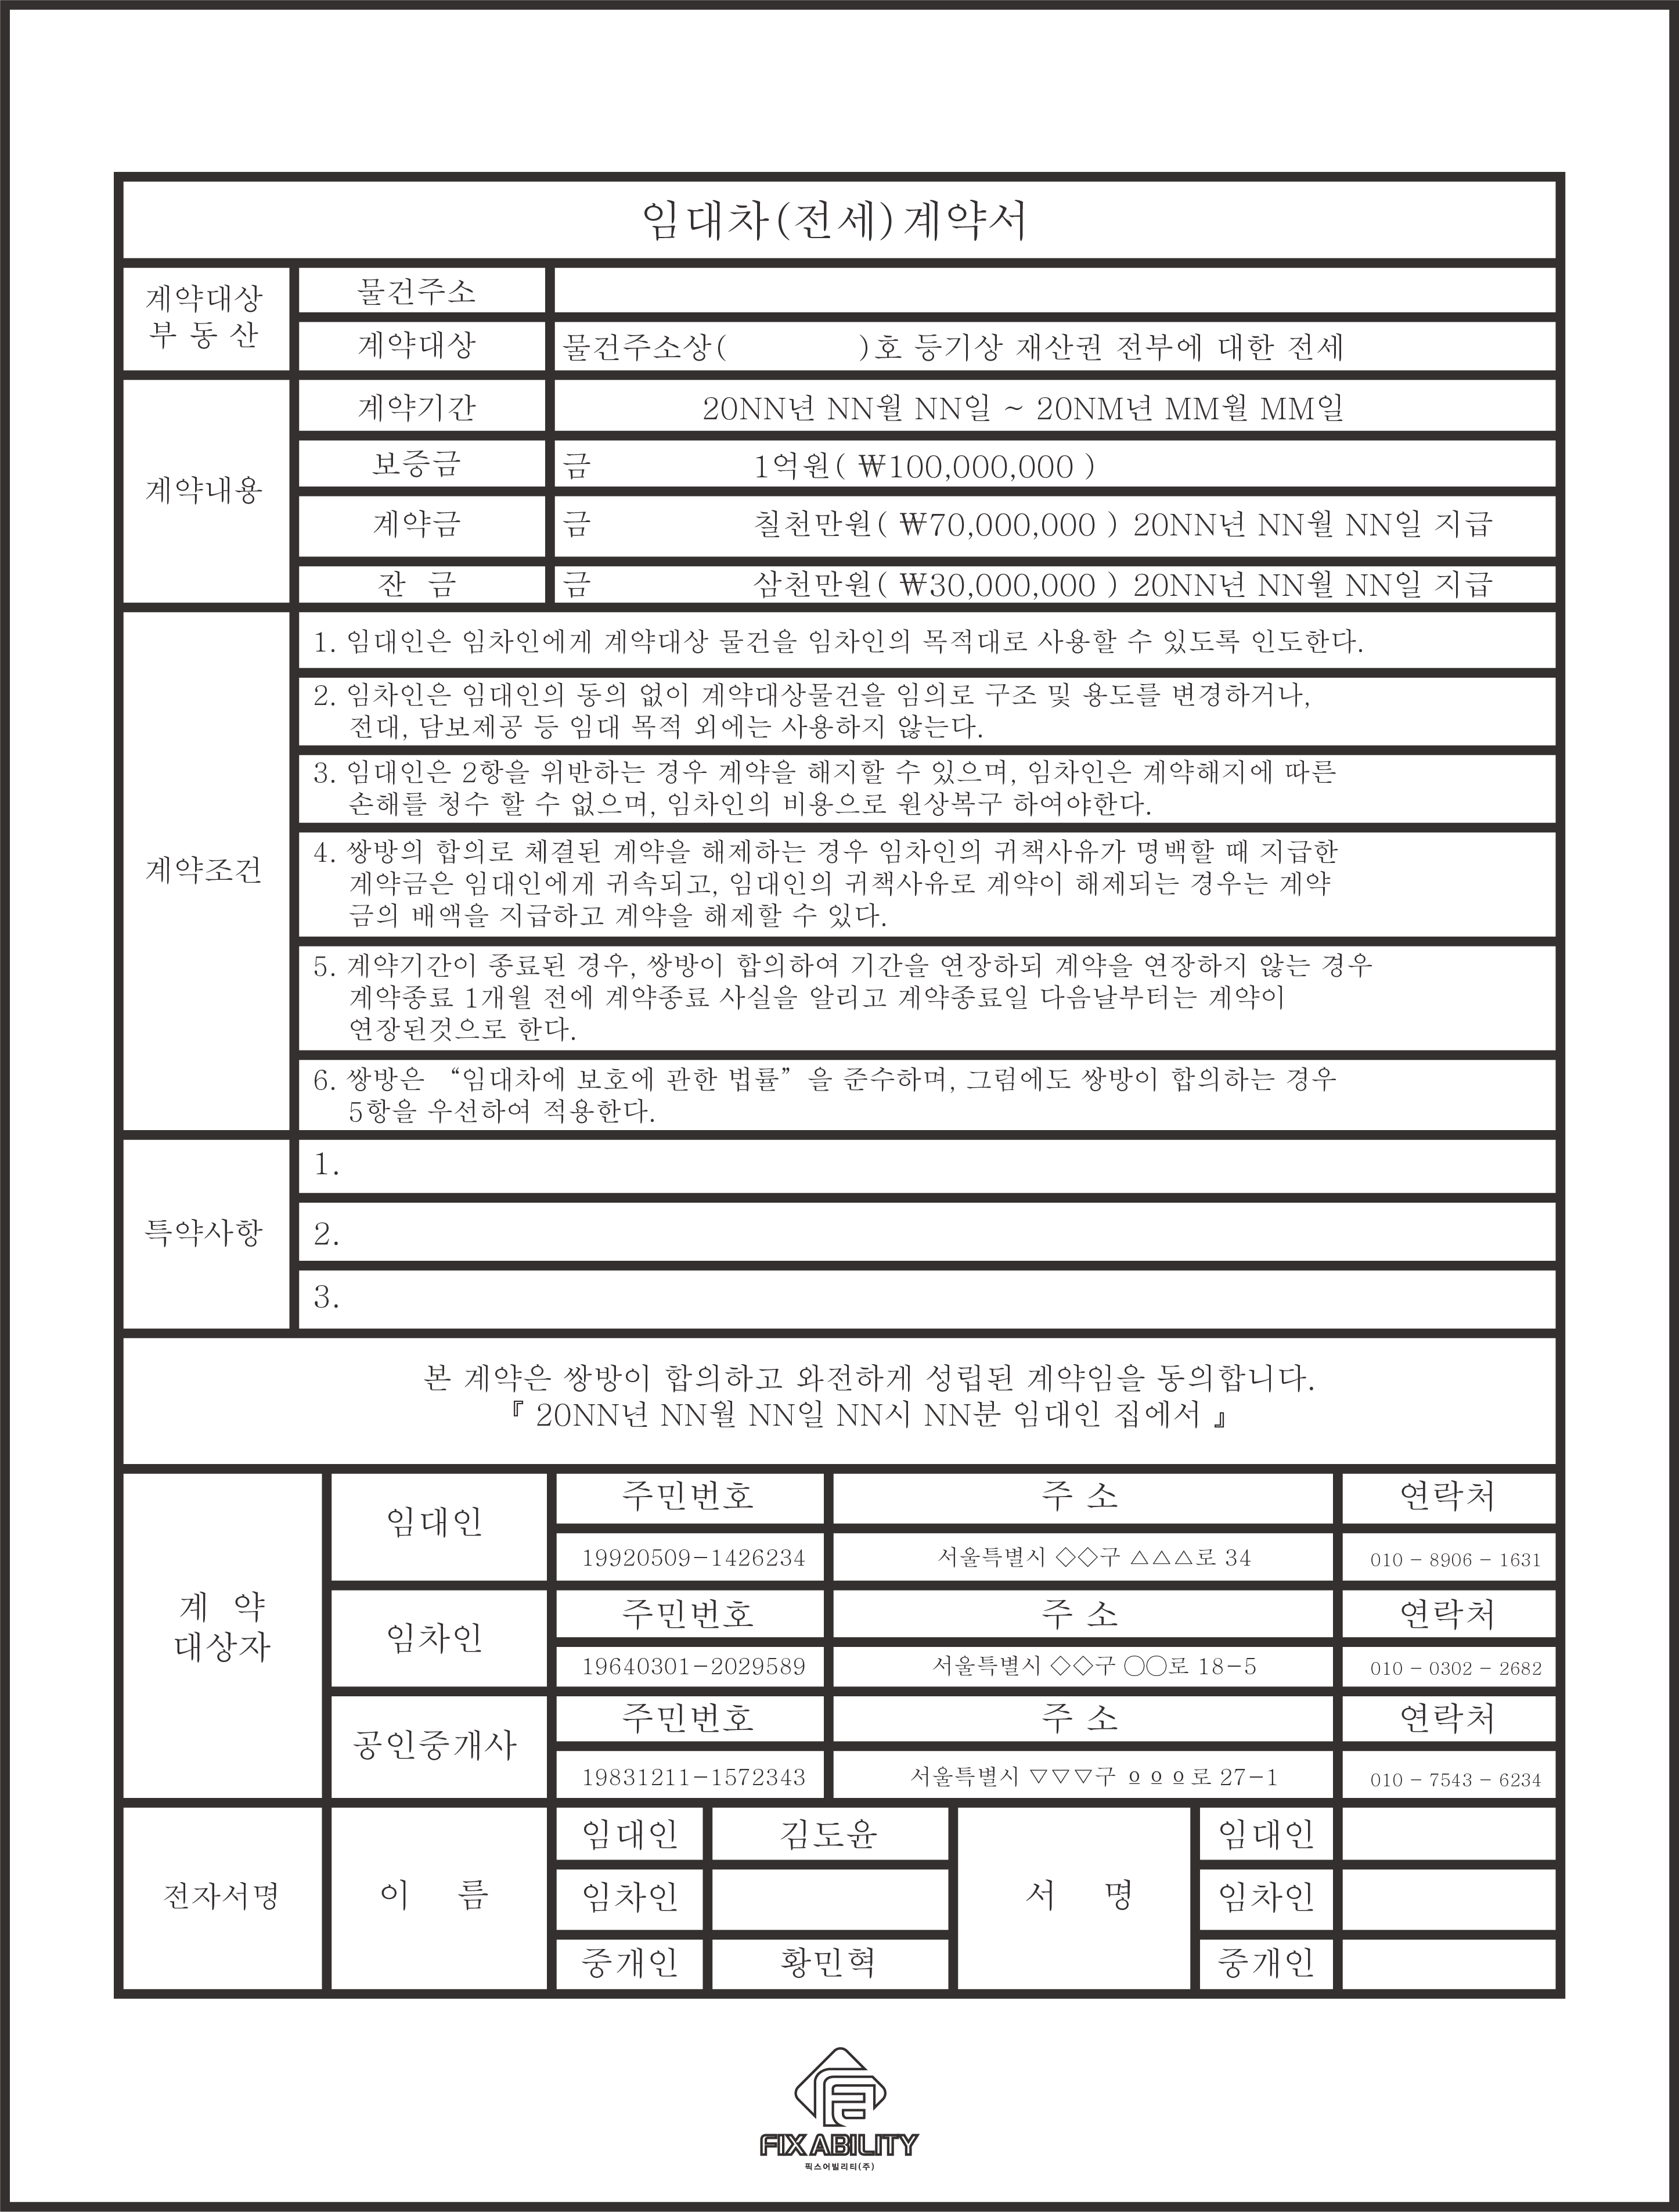 임대차(전세)계약서
계약대상
부 동 산
물건주소
계약대상
물건주소상( )호 등기상 재산권 전부에 대한 전세
계약내용
계약기간
20NN년 NN월 NN일 ~ 20NM년 MM월 MM일
보증금
금 1억원( ₩100,000,000 )
계약금
금 칠천만원( ₩70,000,000 ) 20NN년 NN월 NN일 지급
잔 금
금 삼천만원( ₩30,000,000 ) 20NN년 NN월 NN일 지급
계약조건
1. 임대인은 임차인에게 계약대상 물건을 임차인의 목적대로 사용할 수 있도록 인도한다.
2. 임차인은 임대인의 동의 없이 계약대상물건을 임의로 구조 및 용도를 변경하거나,
전대, 담보제공 등 임대 목적 외에는 사용하지 않는다.
3. 임대인은 2항을 위반하는 경우 계약을 해지할 수 있으며, 임차인은 계약해지에 따른
손해를 청수 할 수 없으며, 임차인의 비용으로 원상복구 하여야한다.
4. 쌍방의 합의로 체결된 계약을 해제하는 경우 임차인의 귀책사유가 명백할 때 지급한
계약금은 임대인에게 귀속되고, 임대인의 귀책사유로 계약이 해제되는 경우는 계약
금의 배액을 지급하고 계약을 해제할 수 있다.
5. 계약기간이 종료된 경우, 쌍방이 합의하여 기간을 연장하되 계약을 연장하지 않는 경우
계약종료 1개월 전에 계약종료 사실을 알리고 계약종료일 다음날부터는 계약이
연장된것으로 한다.
6. 쌍방은 “임대차에 보호에 관한 법률” 을 준수하며, 그럼에도 쌍방이 합의하는 경우
5항을 우선하여 적용한다.
특약사항
1.
2.
3.
본 계약은 쌍방이 합의하고 와전하게 성립된 계약임을 동의합니다.
『 20NN년 NN월 NN일 NN시 NN분 임대인 집에서 』
계 약
대상자
임대인
주민번호 주 소 연락처
19920509-1426234 서울특별시 ◇◇구 △△△로 34 010 - 8906 - 1631
임차인
주민번호 주 소 연락처
19640301-2029589 서울특별시 ◇◇구 ○○로 18-5 010 - 0302 - 2682
공인중개사
주민번호 주 소 연락처
19831211-1572343 서울특별시 ▽▽▽구 ㅇㅇㅇ로 27-1 010 - 7543 - 6234
전자서명
이 름
임대인 김도윤
임차인
중개인 황민혁
서 명
임대인
임차인
중개인
FIXABILITY
픽스어빌리티(주)